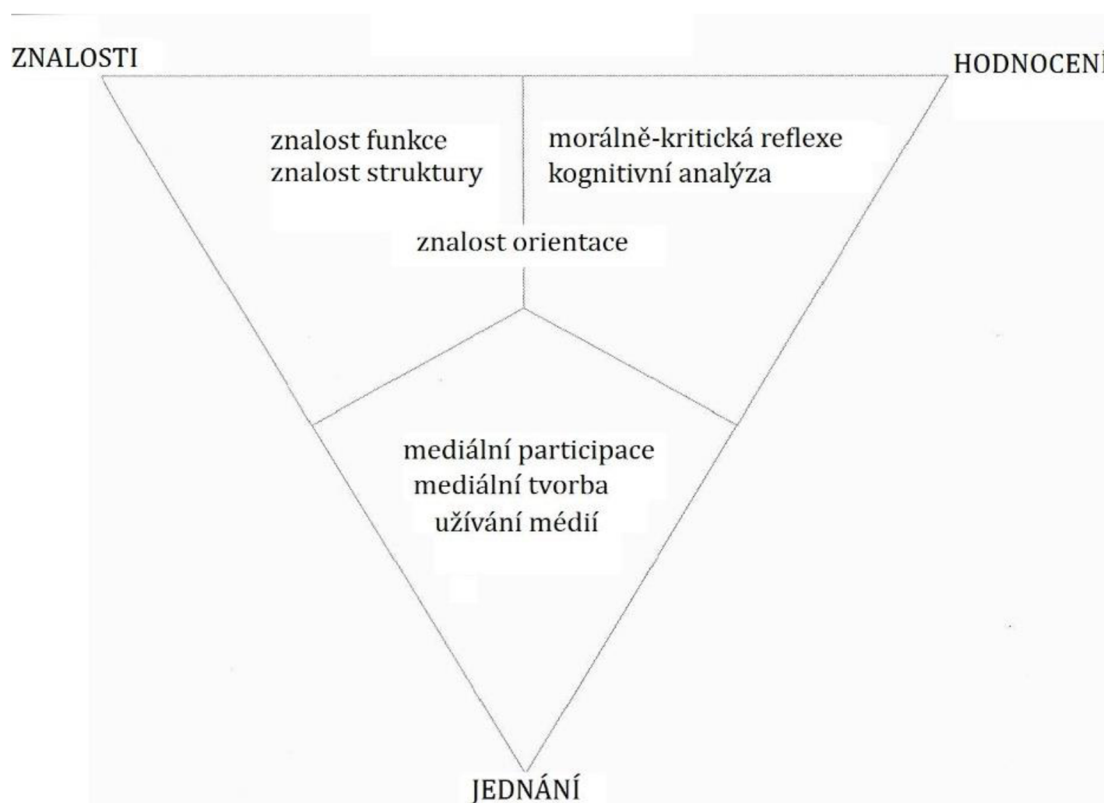 ZNALOSTI
HODNOCENÍ
znalost funkce
znalost struktury
morálně-kritická reflexe
kognitivní analýza
znalost orientace
mediální participace
mediální tvorba
užívání médií
JEDNÁNÍ